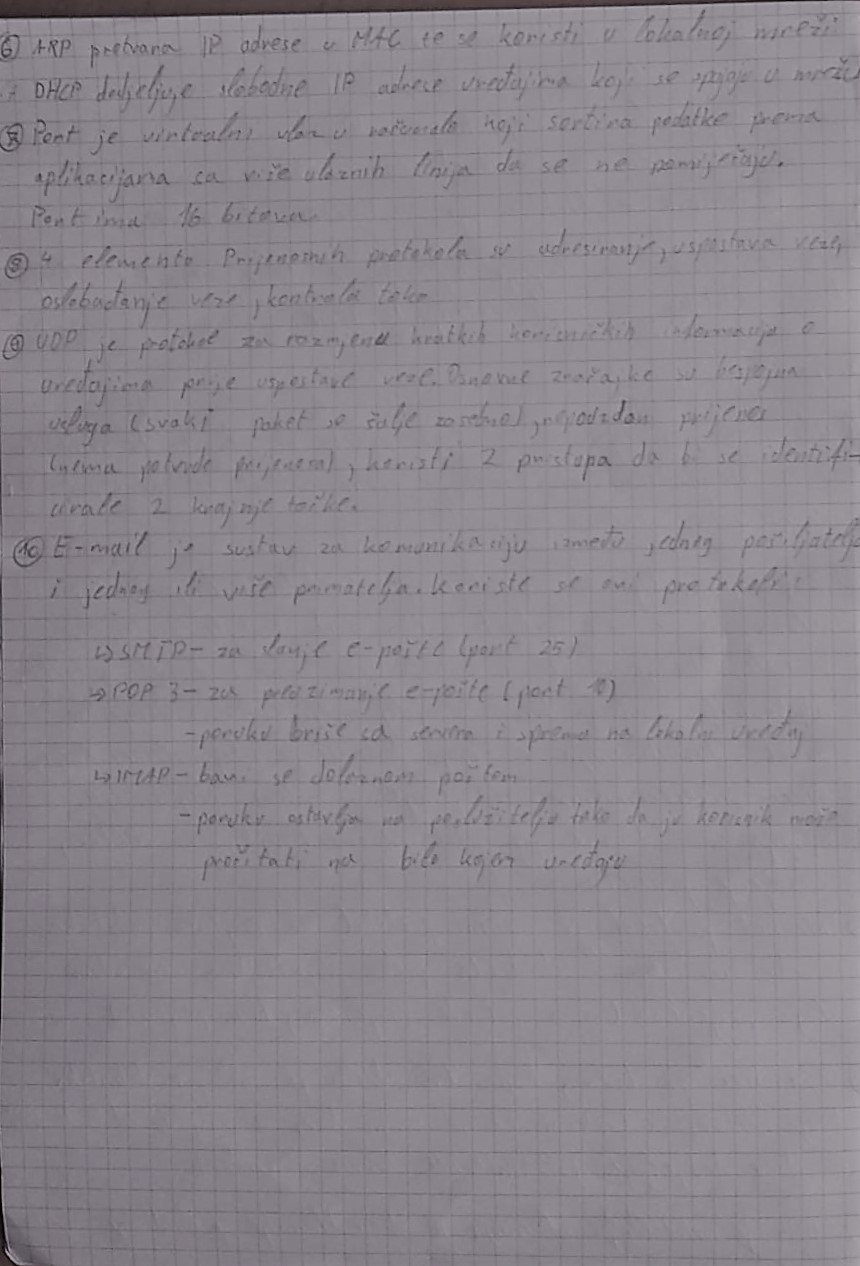 ⑥ ARP pretvara IP adrese u MAC te se koristi u lokalnoj mreži
+ DHCP dodjeljuje slobodne IP adrese uređajima koji se spajaju u mrežu
⑦ Port je virtualni ulaz u računalo koji sortira podatke prema
aplikacijama sa više ulaznih linija da se ne pomiješaju.
Port ima 16 bitova.
⑧ 4 elementa Prijenosnih protokola su adresiranje, uspostava veze,
oslobađanje veze, kontrola toka
⑨ UDP je protokol za razmjenu kratkih korisničkih informacija o
uređajima prije uspostave veze. Osnovne značajke su bespojna
usluga (svaki paket se šalje zasebno), nepouzdan prijenos
(nema potvrde prijenosa), koristi 2 pristupa da bi se identifi-
cirale 2 krajnje točke.
⑩ E-mail je sustav za komunikaciju između jednog pošiljatelja
i jednog ili više primatelja. Koriste se ovi protokoli:
↳ SMTP - za slanje e-pošte (port 25)
↳ POP 3 - za preuzimanje e-pošte (port
- poruku briše sa servera i sprema na lokalni uređaj
↳ IMAP - bavi se dolaznom poštom
- poruku ostavlja na poslužitelju tako da ju korisnik može
pročitati na bilo kojem uređaju